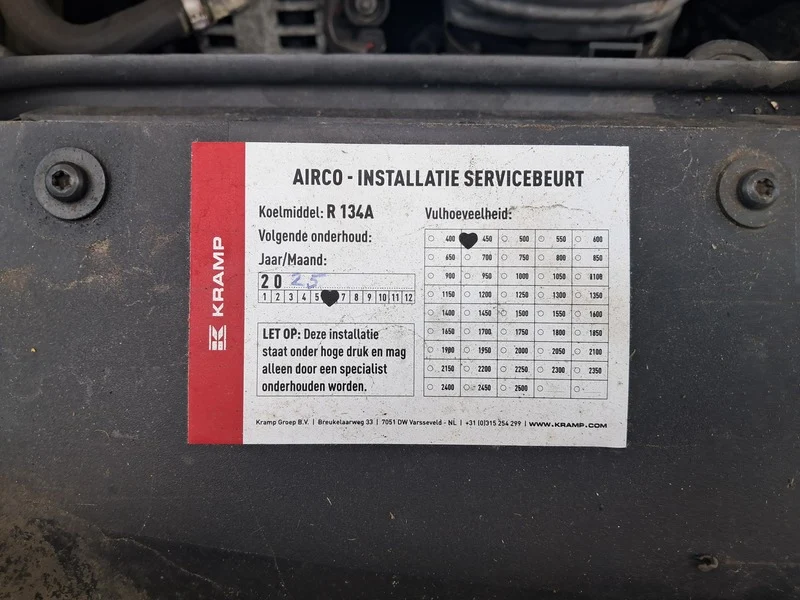 KRAMP
AIRCO - INSTALLATIE SERVICEBEURT
Koelmiddel: R 134A
Volgende onderhoud:
Jaar/Maand:
20 25
1 2 3 4 5 7 8 9 10 11 12
LET OP: Deze installatie
staat onder hoge druk en mag
alleen door een specialist
onderhouden worden.
Vulhoeveelheid:
400 450 500 550 600
650 700 750 800 850
900 950 1000 1050 1108
1150 1200 1250 1300 1350
1400 1450 1500 1550 1600
1650 1700 1750 1800 1850
1900 1950 2000 2050 2100
2150 2200 2250 2300 2350
2400 2450 2500
Kramp Groep B.V. | Breukelaarweg 33 | 7051 DW Varsseveld - NL | +31 (0)315 254 299 | WWW.KRAMP.COM